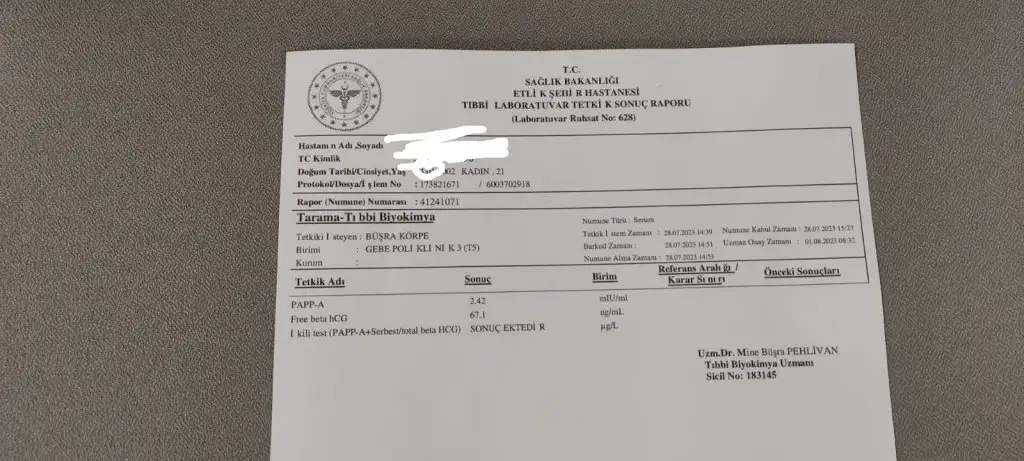 T.C.
SAĞLIK BAKANLIĞI
ETLİ K ŞEHİ R HASTANESİ
TIBBİ LABORATUVAR TETKİ K SONUÇ RAPORU
(Laboratuvar Ruhsat No: 628)
Hastanı n Adı ,Soyadı
TC Kimlik
Doğum Tarihi/Cinsiyet,Yaş 002 KADIN , 21
Protokol/Dosya/İ şlem No : 173821671 / 6003702918
Rapor (Numune) Numarası : 41241071
Tarama-Tı bbi Biyokimya
Numune Türü : Serum
Tetkiki İ steyen : BÜŞRA KÖRPE
Tetkik İ stem Zamanı : 28.07.2023 14:39 Numune Kabul Zamanı : 28.07.2023 15:27
Birimi : GEBE POLİ KLİ Nİ K 3 (T5)
Barkod Zamanı : 28.07.2023 14:51 Uzman Onay Zamanı : 01.08.2023 08:32
Kurum :
Numune Alma Zamanı : 28.07.2023 14:53
Tetkik Adı Sonuç Birim Referans Aralı ğı / Karar Sı nı rı Önceki Sonuçları
PAPP-A 2.42 mIU/ml
Free beta hCG 67.1 ng/mL
İ kili test (PAPP-A+Serbest/total beta HCG) SONUÇ EKTEDİ R µg/L
Uzm.Dr. Mine Büşra PEHLİVAN
Tıbbi Biyokimya Uzmanı
Sicil No: 183145